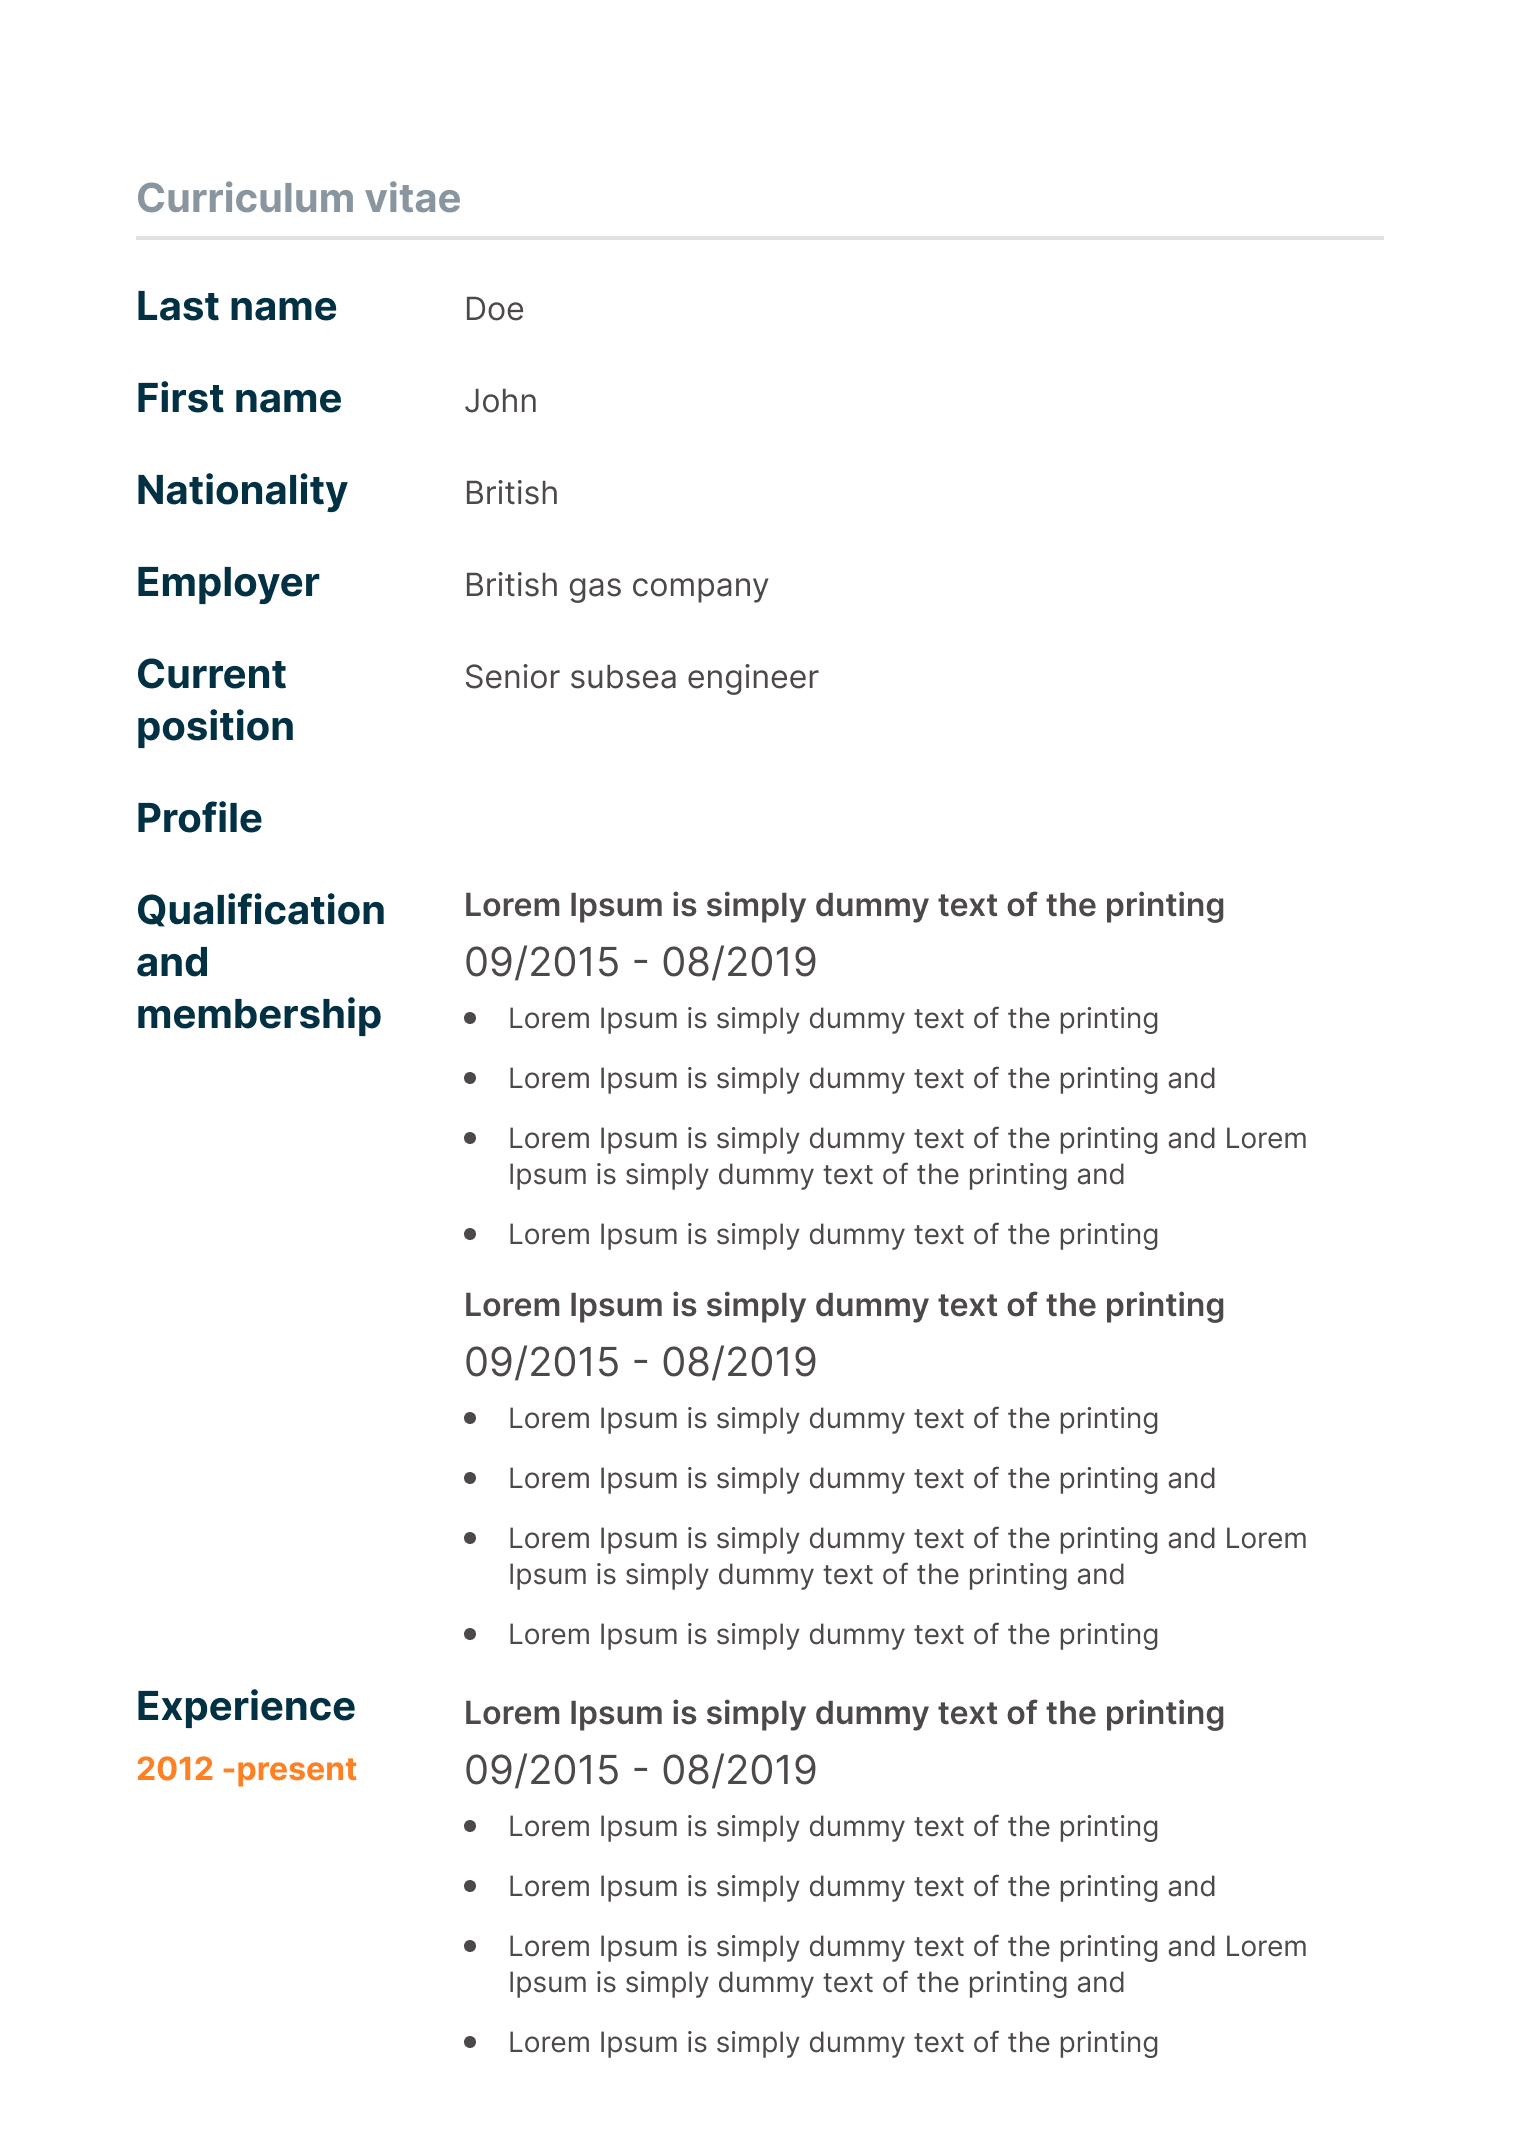 Curriculum vitae
Last name
Doe
First name
John
Nationality
British
Employer
British gas company
Current
position
Senior subsea engineer
Profile
Qualification
and
membership
Lorem Ipsum is simply dummy text of the printing
09/2015 - 08/2019
• Lorem Ipsum is simply dummy text of the printing
• Lorem Ipsum is simply dummy text of the printing and
• Lorem Ipsum is simply dummy text of the printing and Lorem
Ipsum is simply dummy text of the printing and
• Lorem Ipsum is simply dummy text of the printing
Lorem Ipsum is simply dummy text of the printing
09/2015 - 08/2019
• Lorem Ipsum is simply dummy text of the printing
• Lorem Ipsum is simply dummy text of the printing and
• Lorem Ipsum is simply dummy text of the printing and Lorem
Ipsum is simply dummy text of the printing and
• Lorem Ipsum is simply dummy text of the printing
Experience
2012 -present
Lorem Ipsum is simply dummy text of the printing
09/2015 - 08/2019
• Lorem Ipsum is simply dummy text of the printing
• Lorem Ipsum is simply dummy text of the printing and
• Lorem Ipsum is simply dummy text of the printing and Lorem
Ipsum is simply dummy text of the printing and
• Lorem Ipsum is simply dummy text of the printing